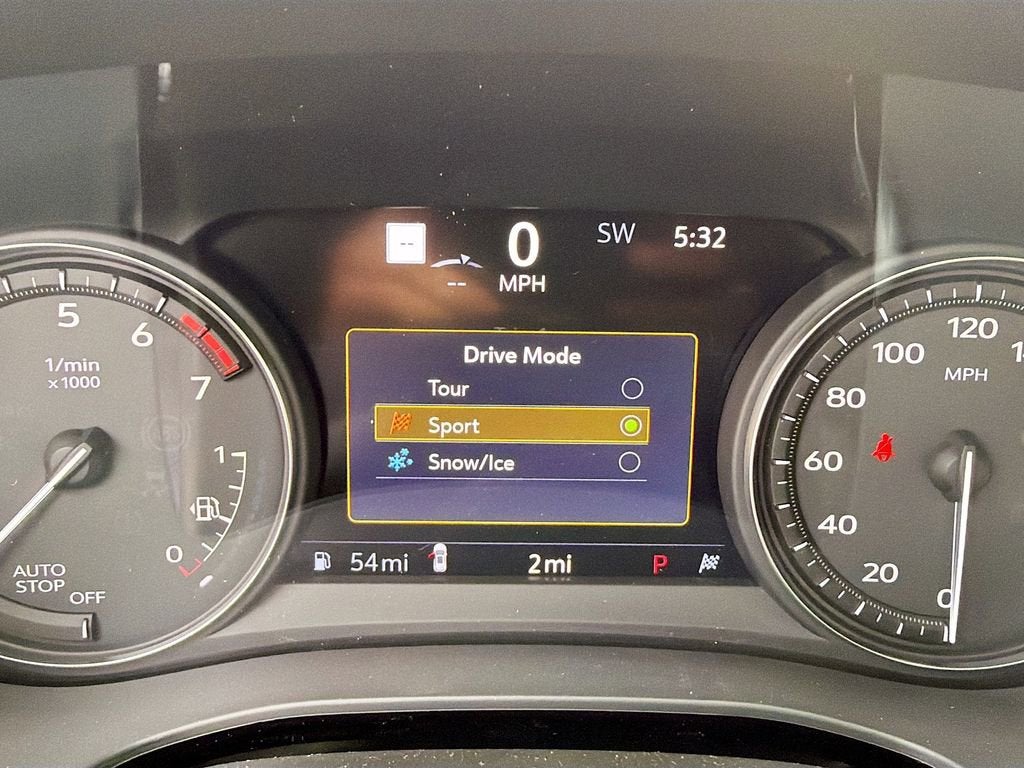 --
0
SW
5:32
--
MPH
Drive Mode
Tour
Sport
Snow/Ice
54mi
2mi
P
5
6
7
1/min
x1000
1
0
AUTO
STOP
OFF
120
100
MPH
80
60
40
20
0